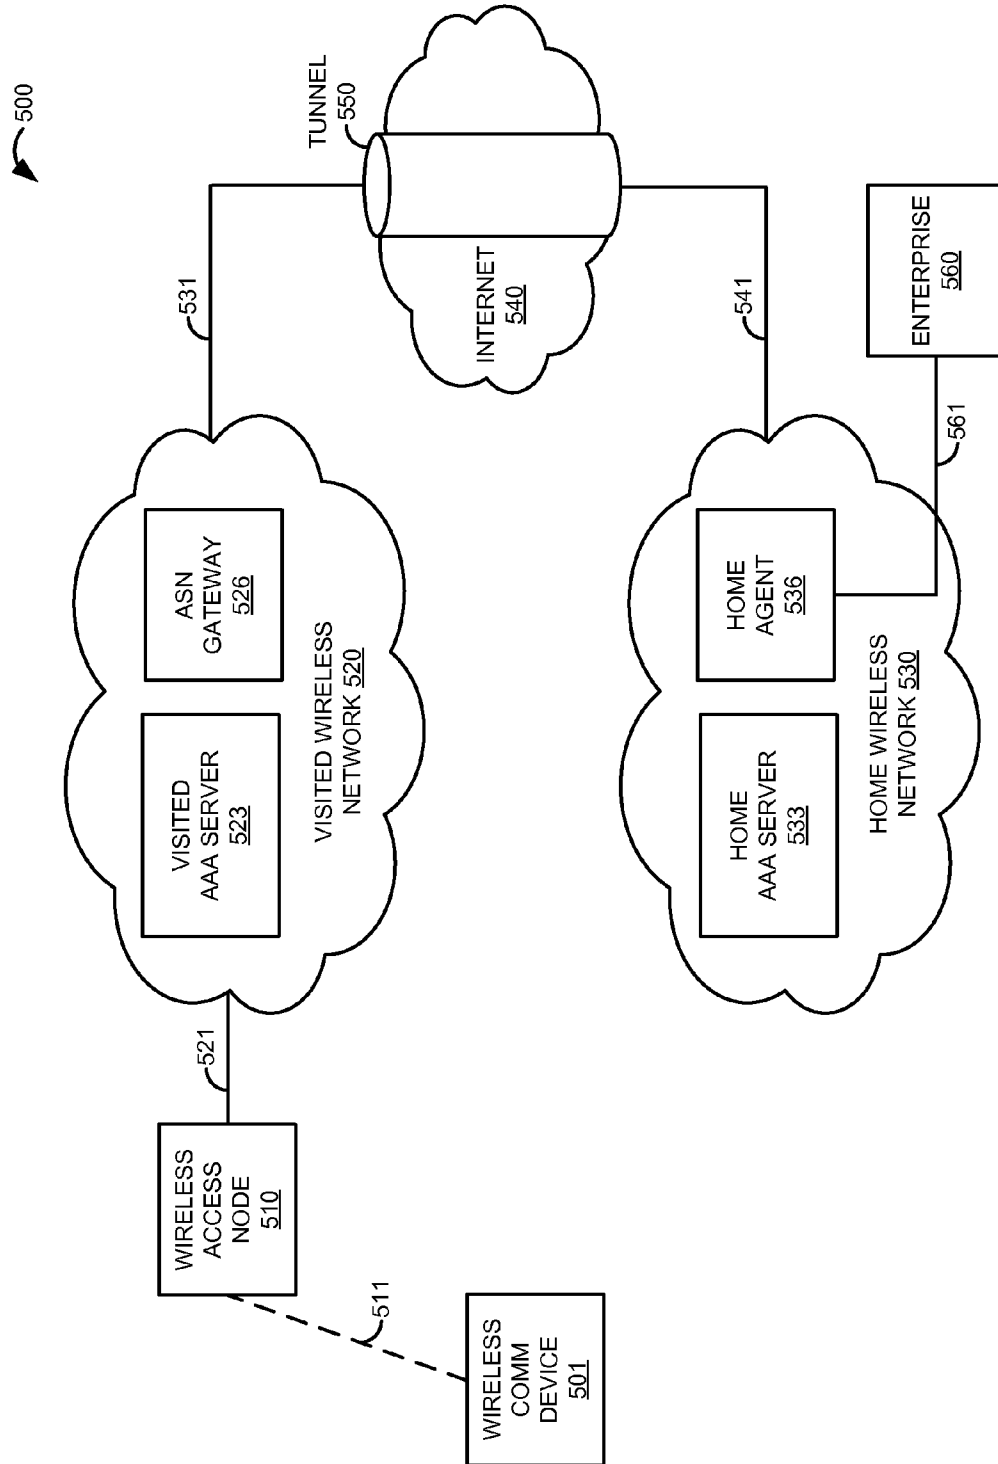 500
TUNNEL
550
531
INTERNET
540
541
ENTERPRISE
560
561
ASN
GATEWAY
526
VISITED
AAA SERVER
523
VISITED WIRELESS
NETWORK 520
HOME
AGENT
536
HOME
AAA SERVER
533
HOME WIRELESS
NETWORK 530
521
WIRELESS
ACCESS
NODE
510
511
WIRELESS
COMM
DEVICE
501